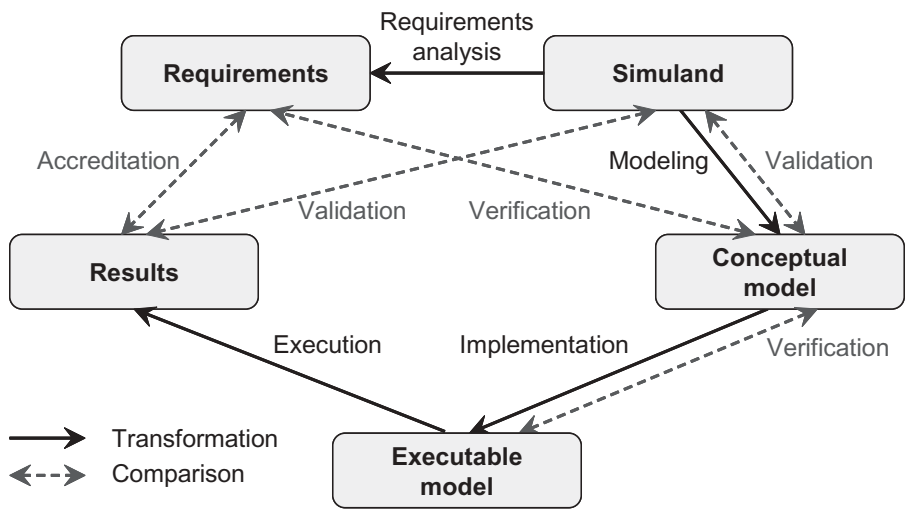 Requirements
analysis
Requirements
Simuland
Accreditation
Modeling
Validation
Validation
Verification
Results
Conceptual
model
Execution
Implementation
Verification
Transformation
Comparison
Executable
model